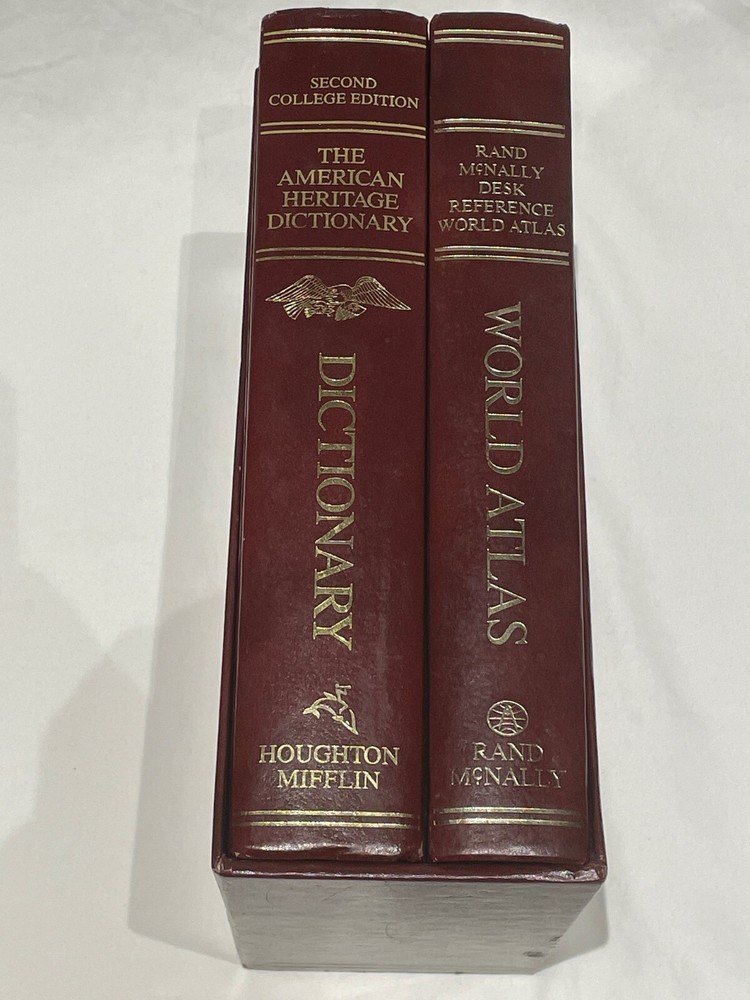 SECOND
COLLEGE EDITION
THE
AMERICAN
HERITAGE
DICTIONARY
DICTIONARY
HOUGHTON
MIFFLIN
RAND
McNALLY
DESK
REFERENCE
WORLD ATLAS
WORLD ATLAS
RAND
McNALLY